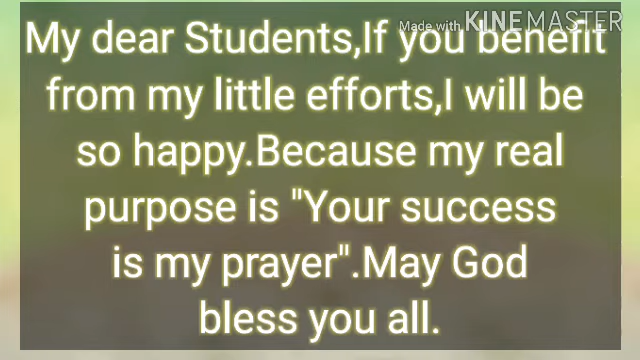 Made with KINEMASTER
My dear Students,If you benefit
from my little efforts,I will be
so happy.Because my real
purpose is "Your success
is my prayer".May God
bless you all.